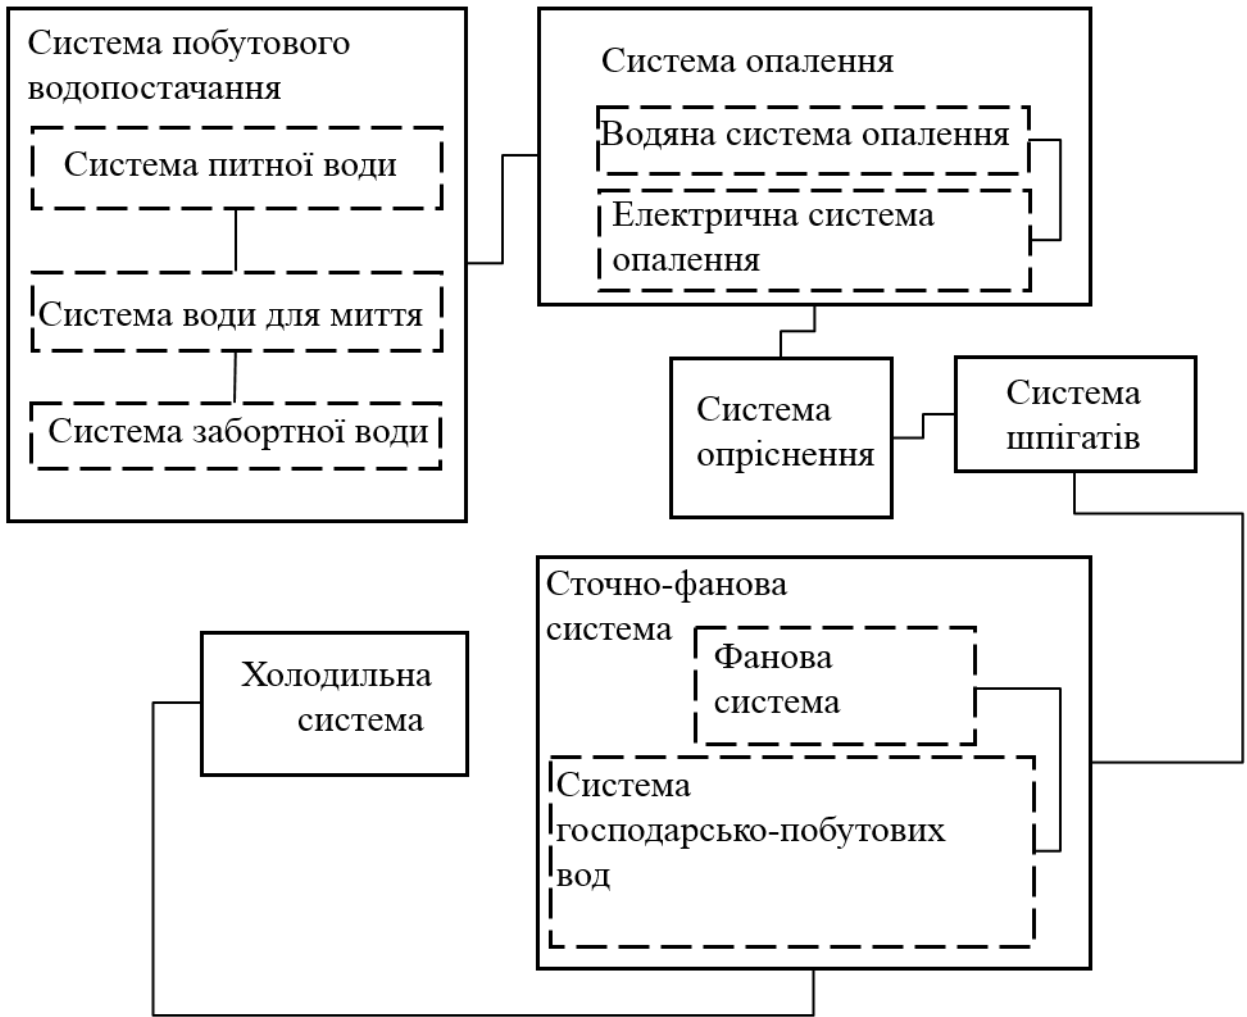 Система побутового
водопостачання
Система питної води
Система води для миття
Система забортної води
Система опалення
Водяна система опалення
Електрична система
опалення
Система
опріснення
Система
шпігатів
Сточно-фанова
система
Фанова
система
Система
господарсько-побутових
вод
Холодильна
система